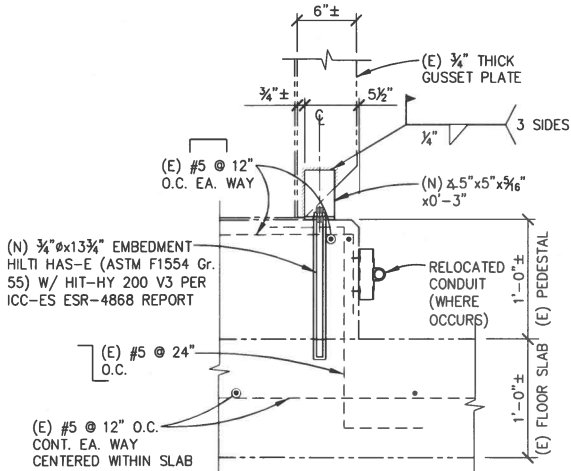 6"±
(E) ¾" THICK
GUSSET PLATE
¾"±
5½"
℄
¼"
3 SIDES
(E) #5 @ 12"
O.C. EA. WAY
(N) ∡5"x5"x5/16"
x0'-3"
(N) ¾"øx13¾" EMBEDMENT
HILTI HAS-E (ASTM F1554 Gr.
55) W/ HIT-HY 200 V3 PER
ICC-ES ESR-4868 REPORT
RELOCATED
CONDUIT
(WHERE
OCCURS)
1'-0"±
(E) PEDESTAL
(E) #5 @ 24"
O.C.
1'-0"±
(E) FLOOR SLAB
(E) #5 @ 12" O.C.
CONT. EA. WAY
CENTERED WITHIN SLAB